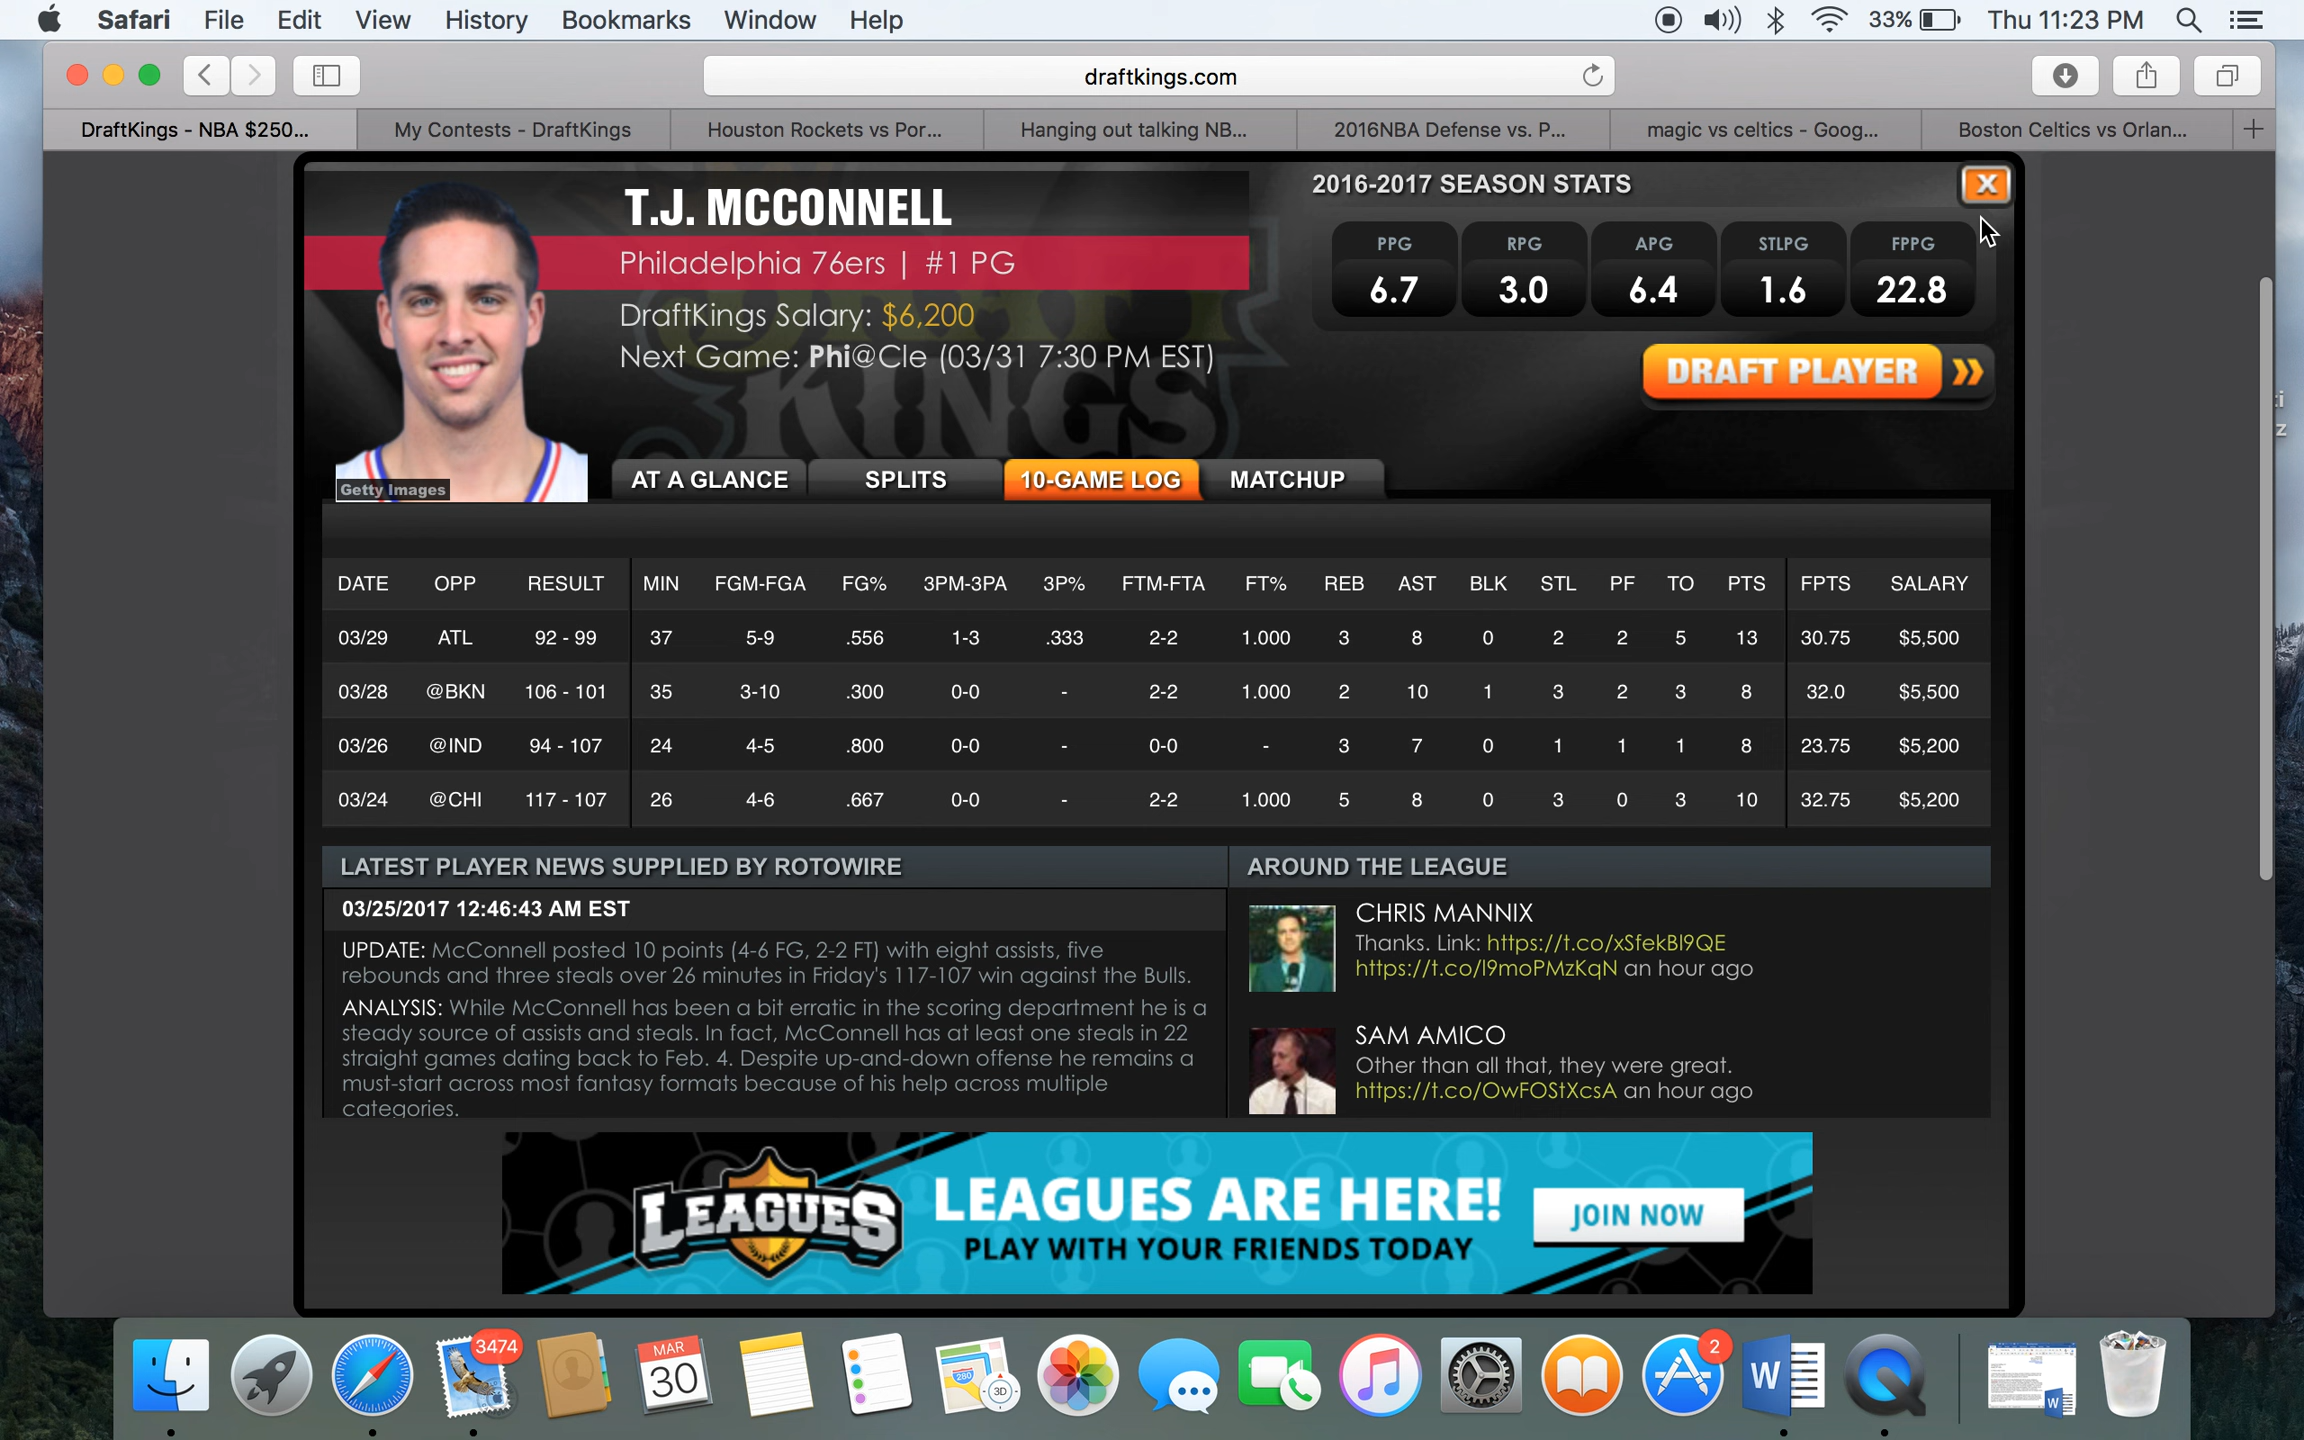 Safari File Edit View History Bookmarks Window Help 33% Thu 11:23 PM
draftkings.com
DraftKings - NBA $250... My Contests - DraftKings Houston Rockets vs Por... Hanging out talking NB... 2016NBA Defense vs. P... magic vs celtics - Goog... Boston Celtics vs Orlan...
T.J. MCCONNELL
Philadelphia 76ers | #1 PG
DraftKings Salary: $6,200
Next Game: Phi@Cle (03/31 7:30 PM EST)
KINGS
Getty Images
2016-2017 SEASON STATS X
PPG RPG APG STLPG FPPG
6.7 3.0 6.4 1.6 22.8
DRAFT PLAYER
AT A GLANCE SPLITS 10-GAME LOG MATCHUP
DATE OPP RESULT MIN FGM-FGA FG% 3PM-3PA 3P% FTM-FTA FT% REB AST BLK STL PF TO PTS FPTS SALARY
03/29 ATL 92 - 99 37 5-9 .556 1-3 .333 2-2 1.000 3 8 0 2 2 5 13 30.75 $5,500
03/28 @BKN 106 - 101 35 3-10 .300 0-0 - 2-2 1.000 2 10 1 3 2 3 8 32.0 $5,500
03/26 @IND 94 - 107 24 4-5 .800 0-0 - 0-0 - 3 7 0 1 1 1 8 23.75 $5,200
03/24 @CHI 117 - 107 26 4-6 .667 0-0 - 2-2 1.000 5 8 0 3 0 3 10 32.75 $5,200
LATEST PLAYER NEWS SUPPLIED BY ROTOWIRE
03/25/2017 12:46:43 AM EST
UPDATE: McConnell posted 10 points (4-6 FG, 2-2 FT) with eight assists, five
rebounds and three steals over 26 minutes in Friday's 117-107 win against the Bulls.
ANALYSIS: While McConnell has been a bit erratic in the scoring department he is a
steady source of assists and steals. In fact, McConnell has at least one steals in 22
straight games dating back to Feb. 4. Despite up-and-down offense he remains a
must-start across most fantasy formats because of his help across multiple
categories.
AROUND THE LEAGUE
CHRIS MANNIX
Thanks. Link: https://t.co/xSfekBl9QE
https://t.co/l9moPMzKqN an hour ago
SAM AMICO
Other than all that, they were great.
https://t.co/OwFOStXcsA an hour ago
LEAGUES
LEAGUES ARE HERE!
PLAY WITH YOUR FRIENDS TODAY
JOIN NOW
3474
MAR
30
280
3D
2
W
W